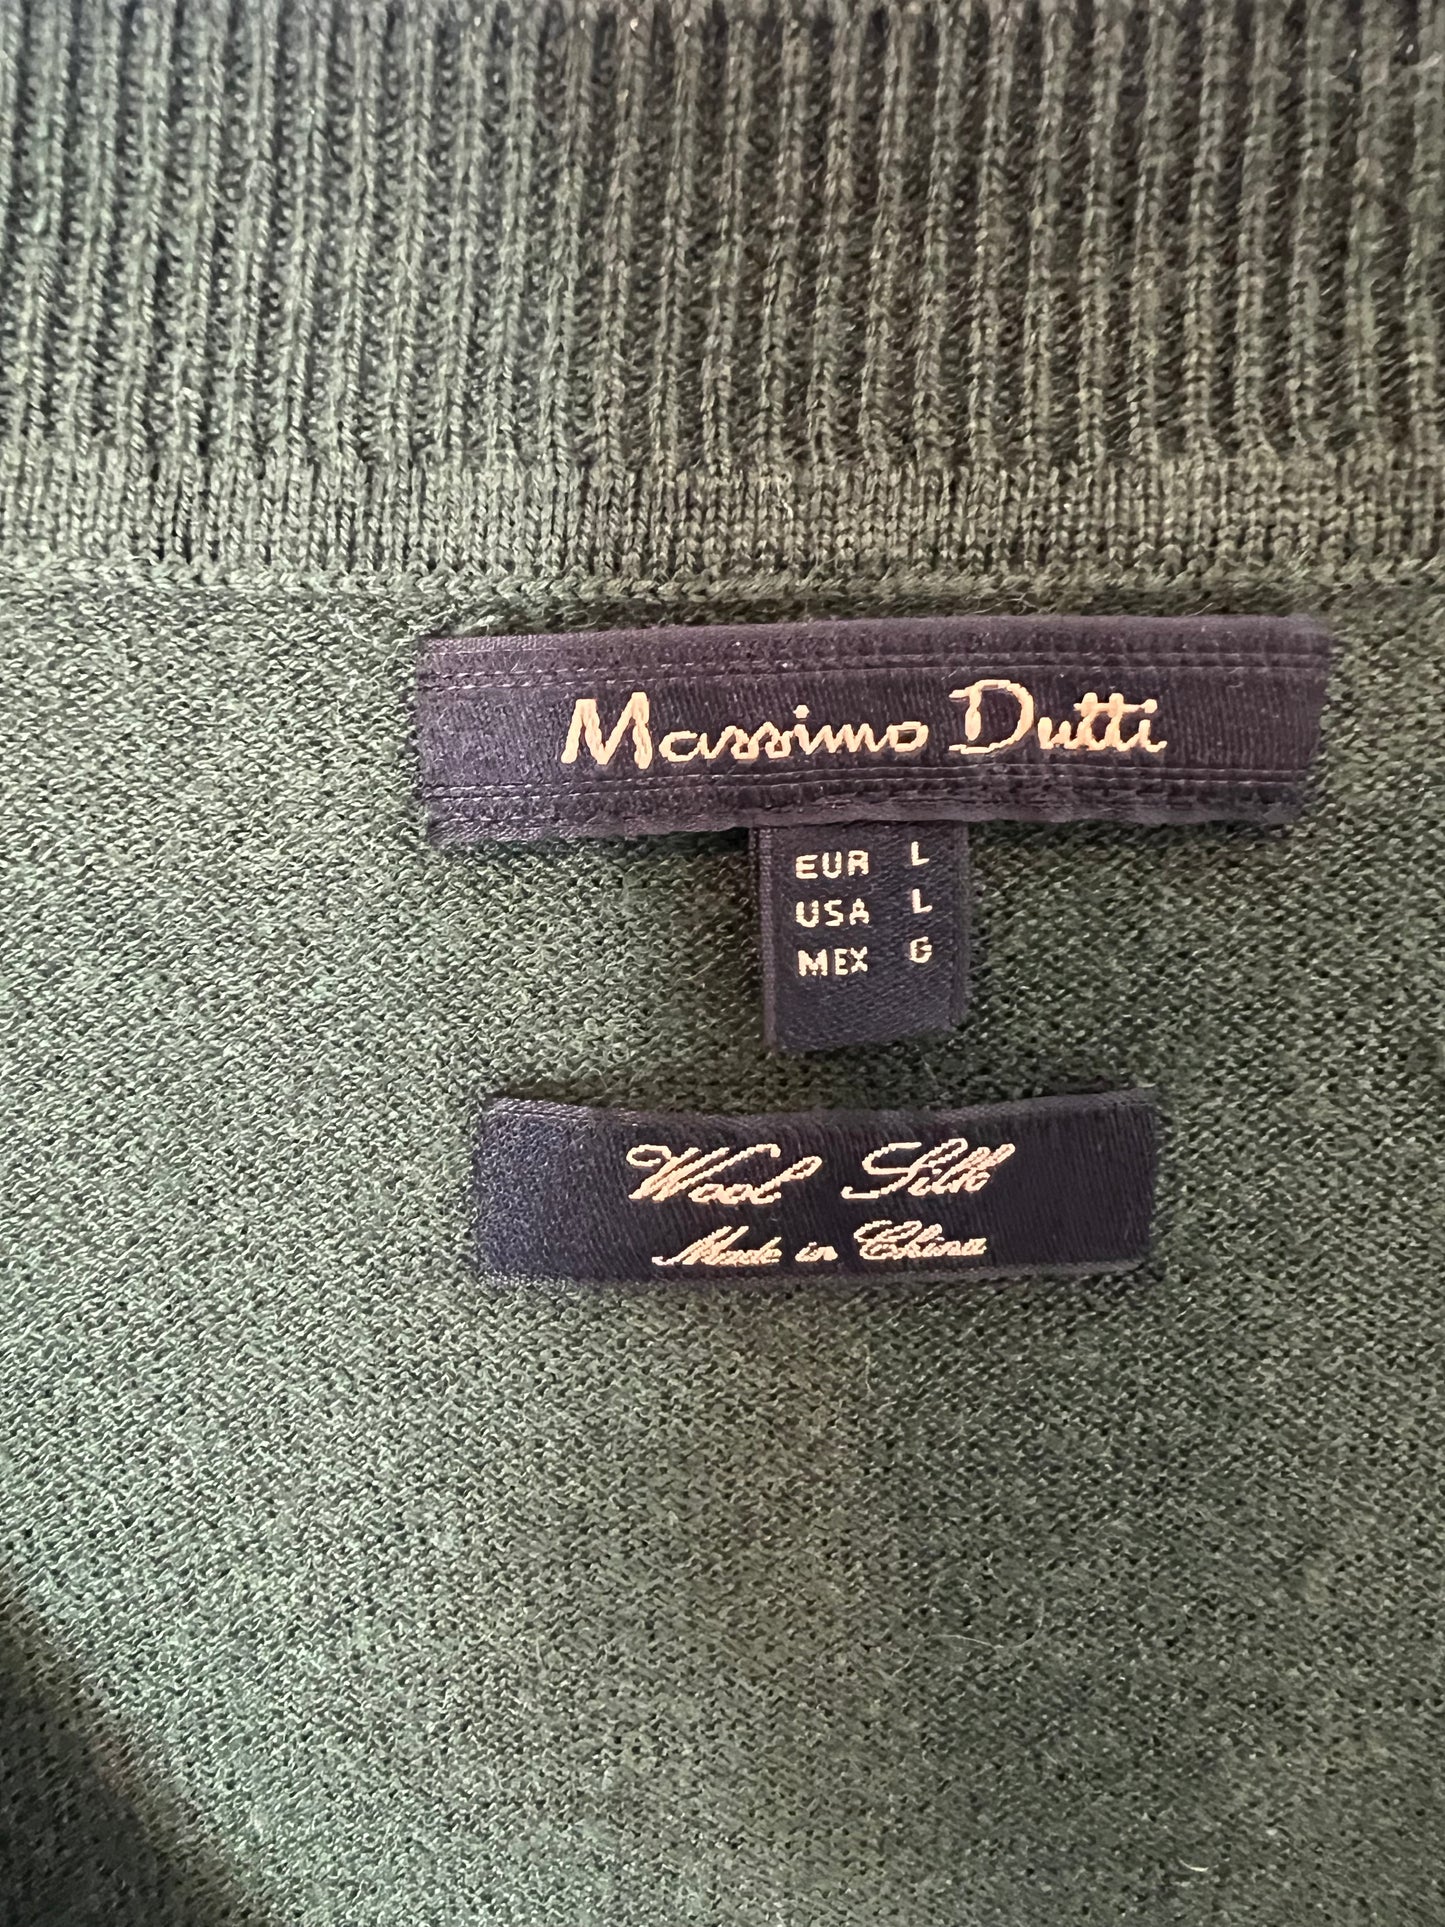 Massimo Dutti
EUR L
USA L
MEX G
Wool Silk
Made in China